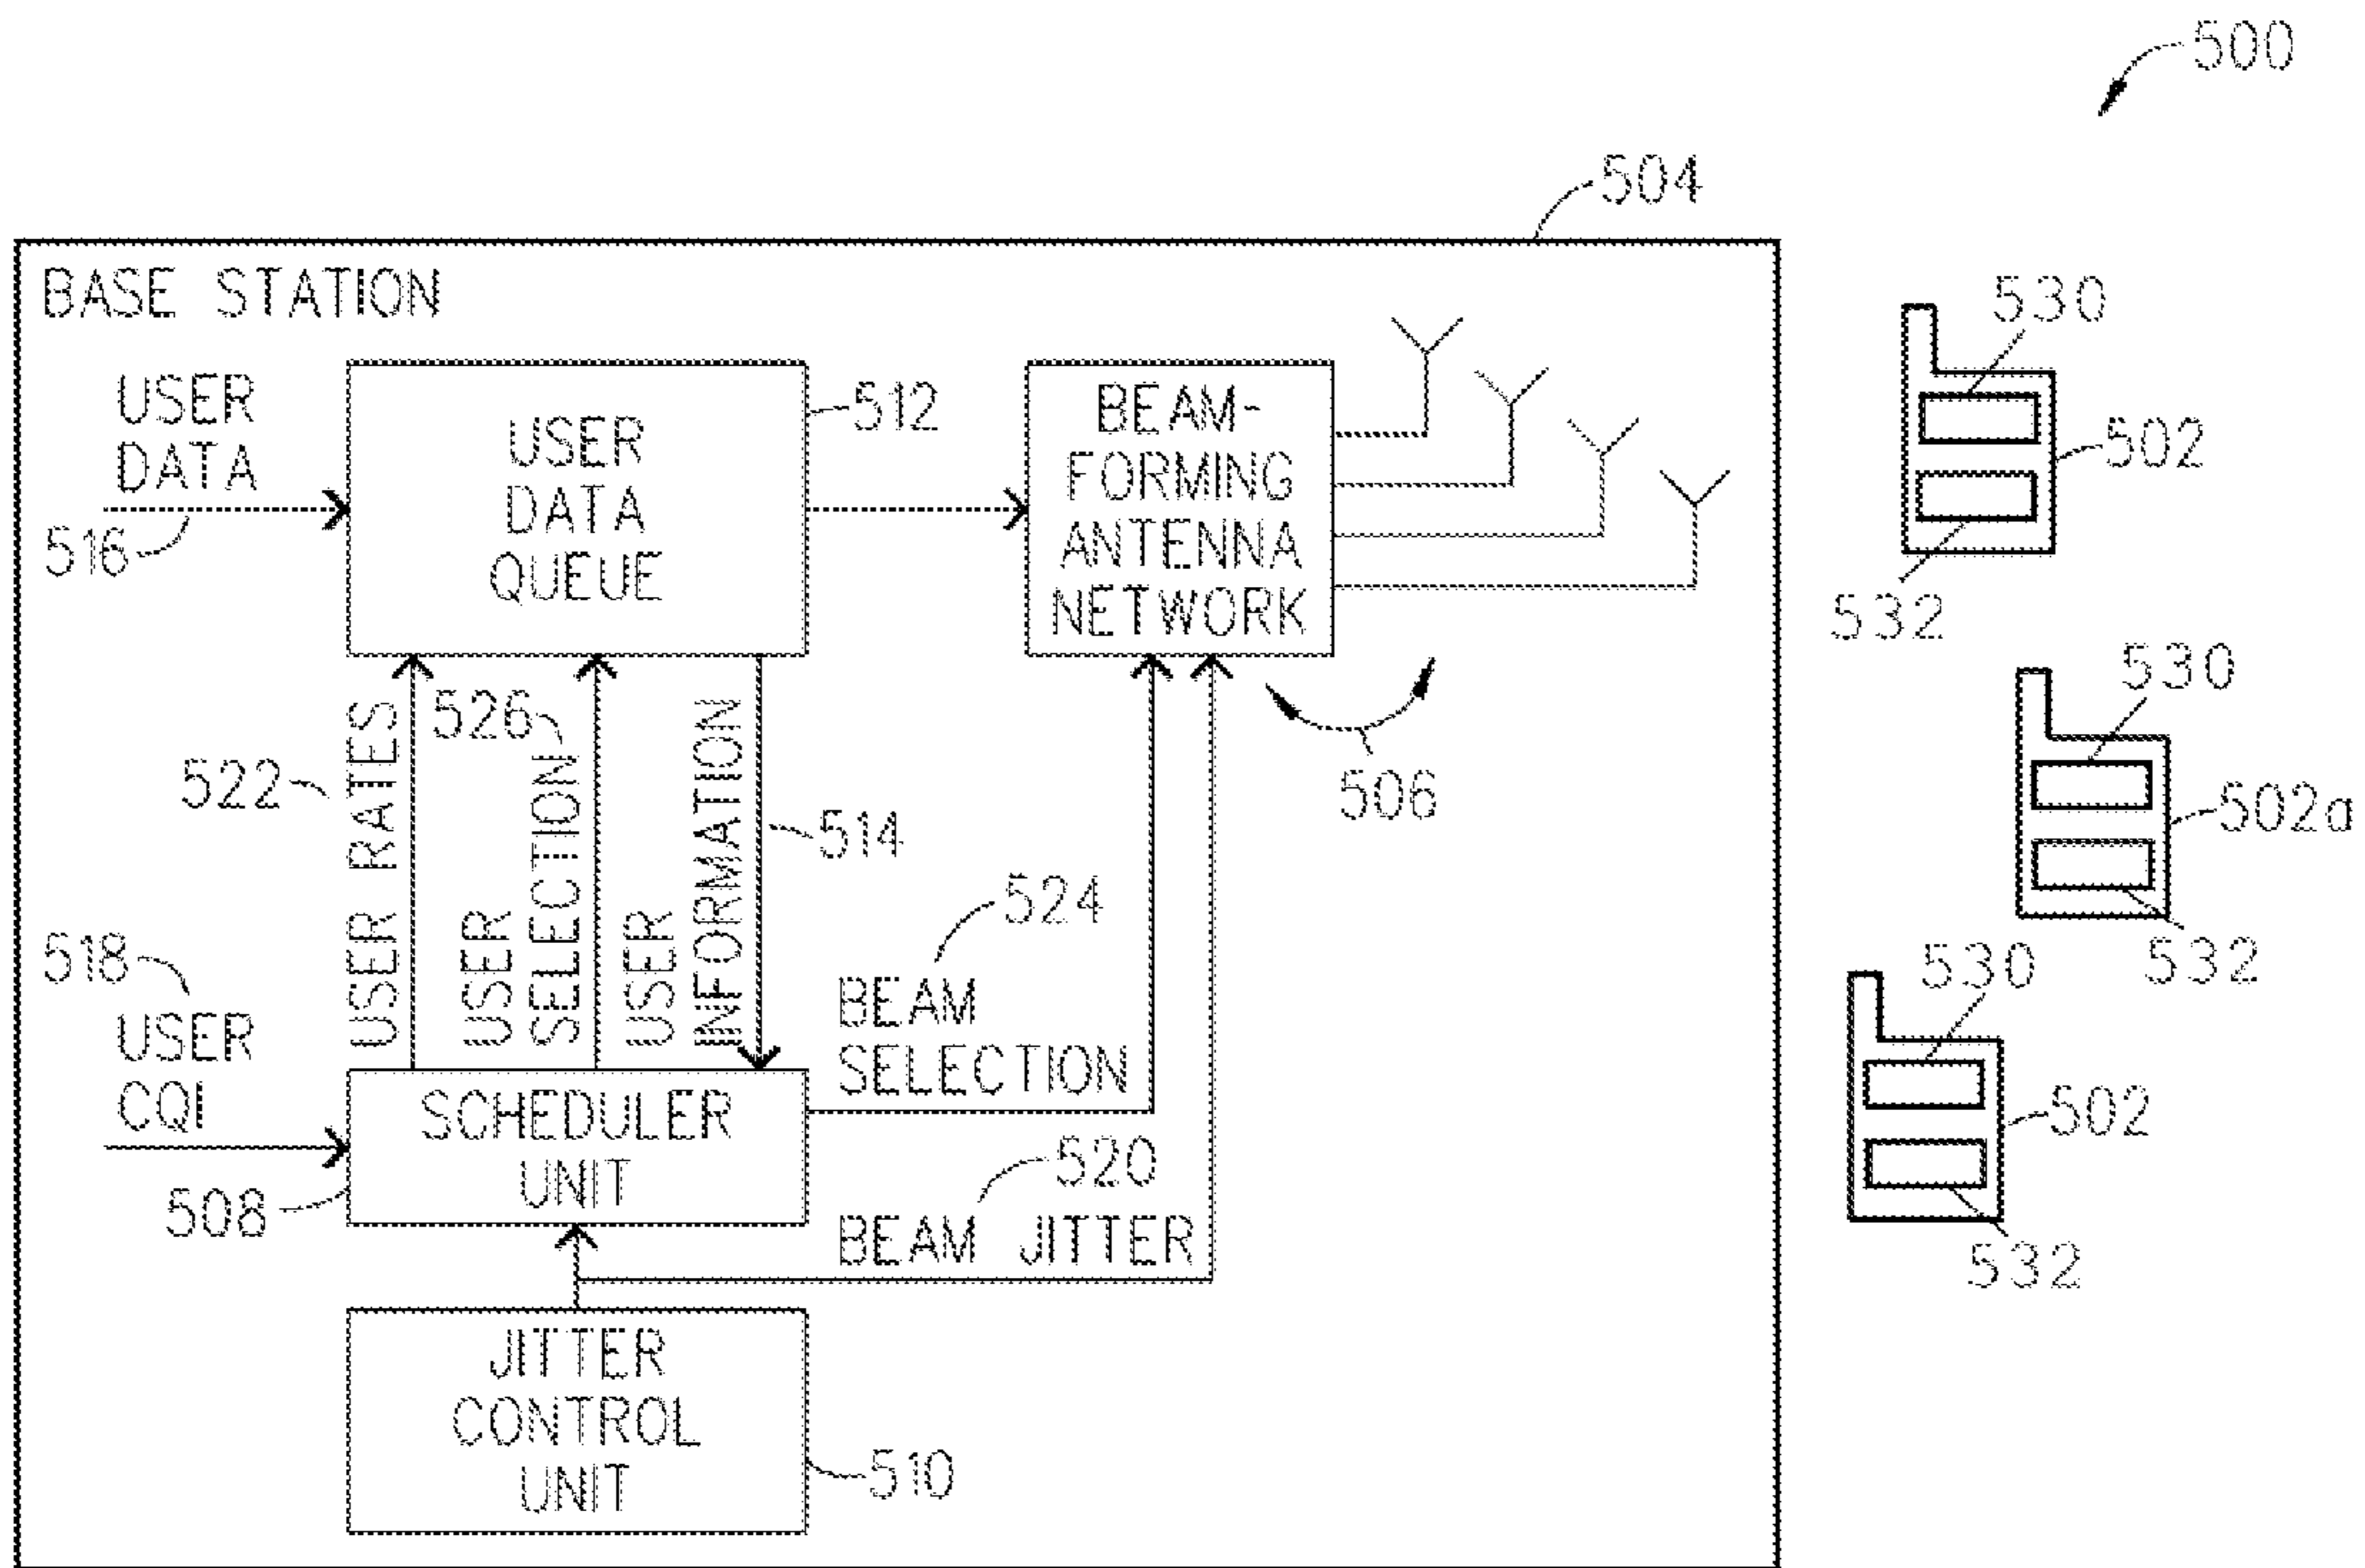 500
504
BASE STATION
530
USER
DATA
512
BEAM-
FORMING
ANTENNA
NETWORK
USER
DATA
QUEUE
502
516
532
530
522
USER RATES
526
USER
SELECTION
USER
INFORMATION
514
506
502a
524
518
USER
CQI
BEAM
SELECTION
532
530
SCHEDULER
UNIT
502
508
520
BEAM JITTER
532
JITTER
CONTROL
UNIT
510